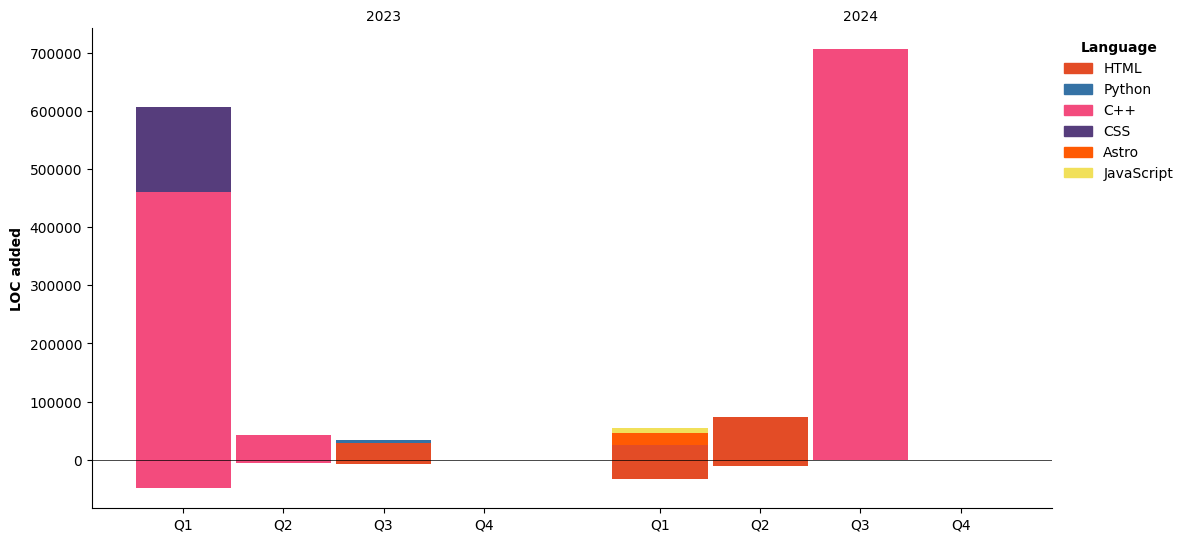 2023 2024
Language
HTML
Python
C++
CSS
Astro
JavaScript
LOC added
700000
600000
500000
400000
300000
200000
100000
0
Q1 Q2 Q3 Q4 Q1 Q2 Q3 Q4